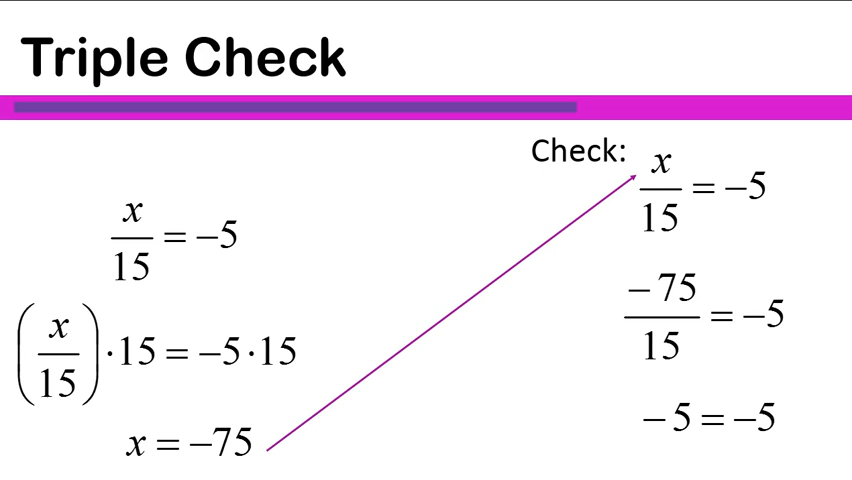 Triple Check
x/15 = −5
(x/15) · 15 = −5 · 15
x = −75
Check:
x/15 = −5
−75/15 = −5
−5 = −5